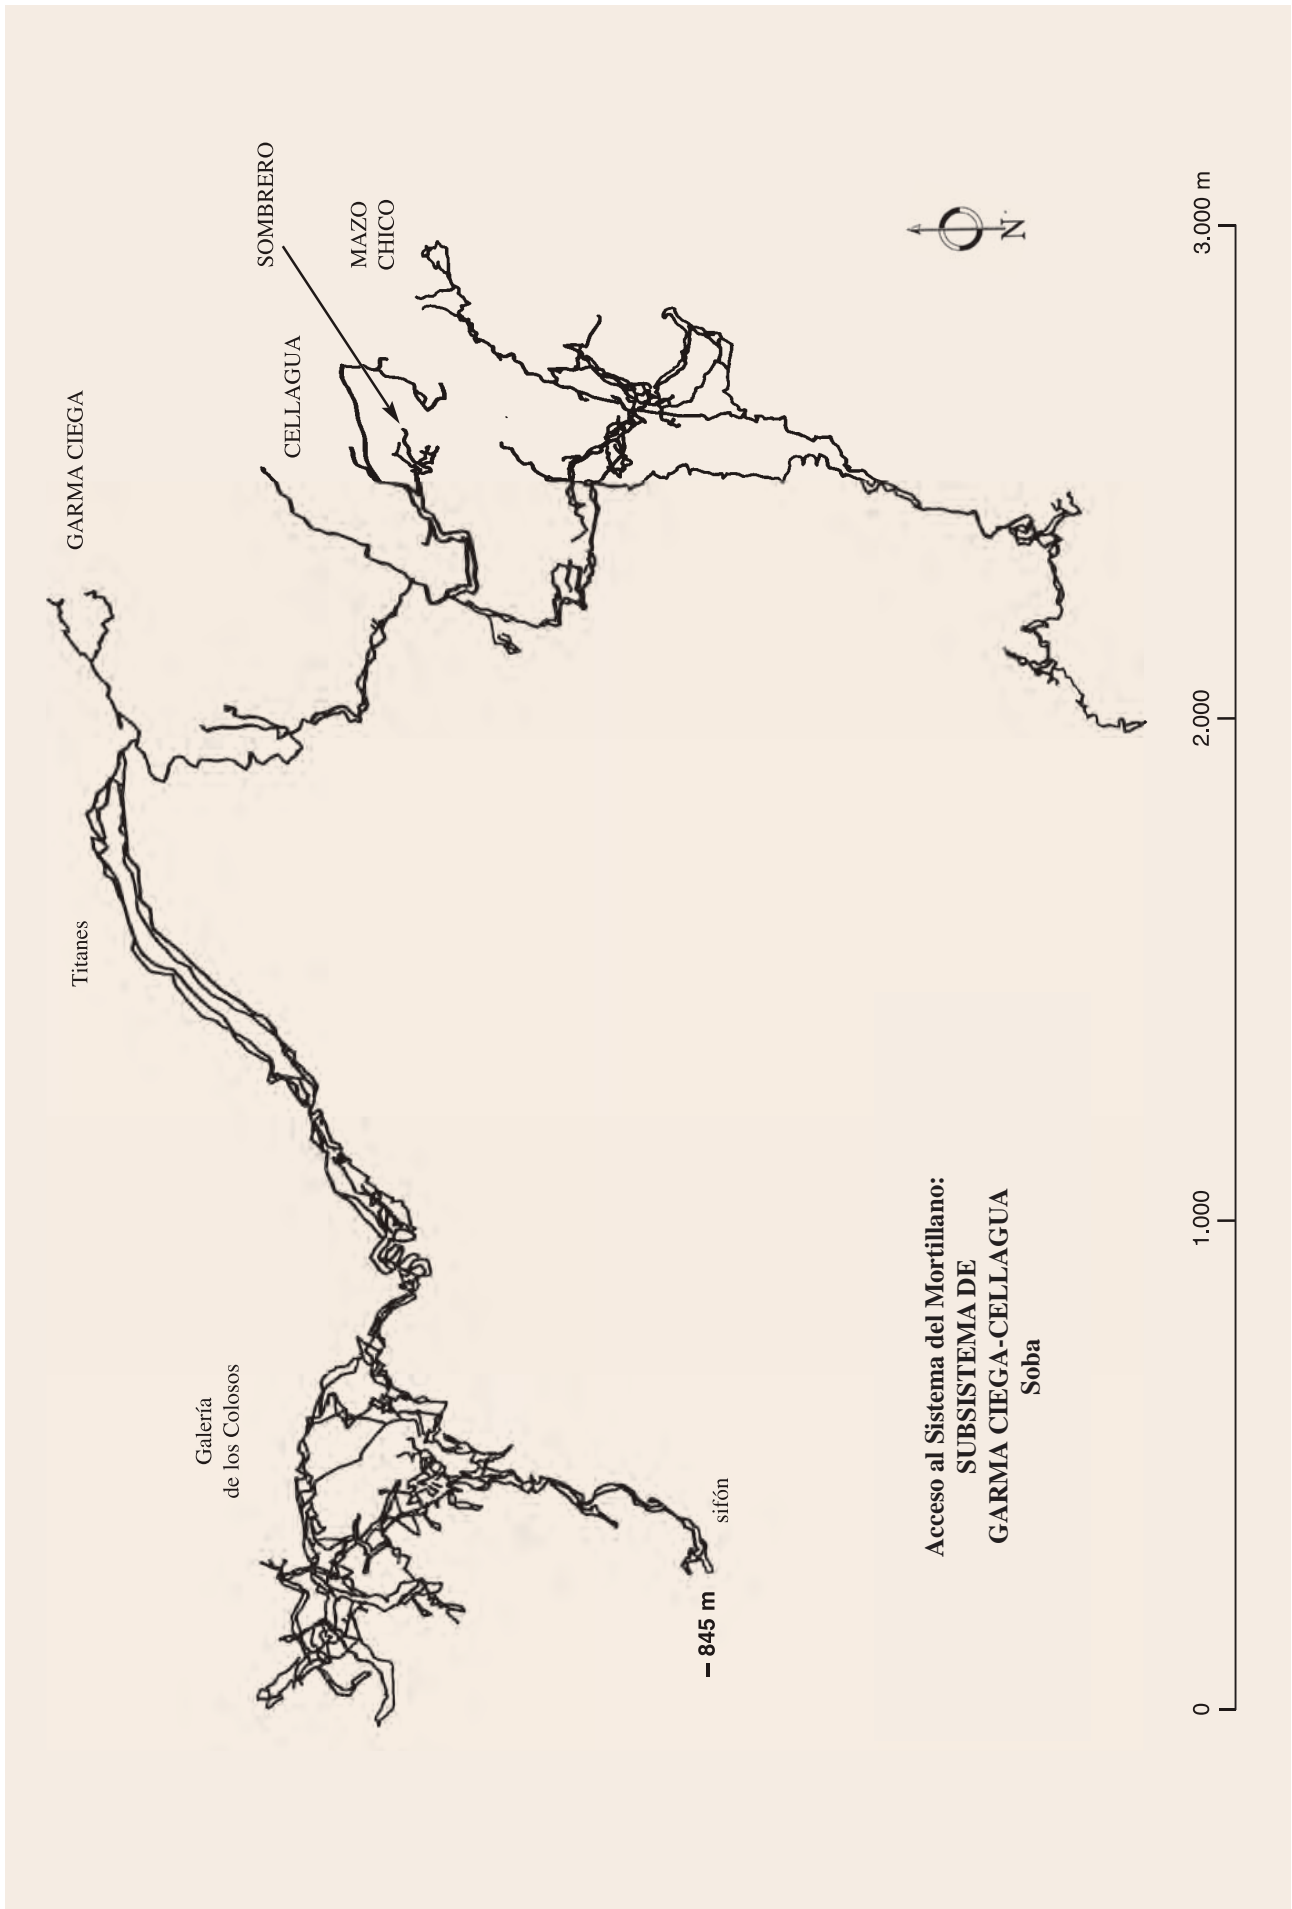 GARMA CIEGA
SOMBRERO
CELLAGUA
MAZO
CHICO
Titanes
Galería
de los Colosos
sifón
– 845 m
N
Acceso al Sistema del Mortillano:
SUBSISTEMA DE
GARMA CIEGA-CELLAGUA
Soba
0
1.000
2.000
3.000 m